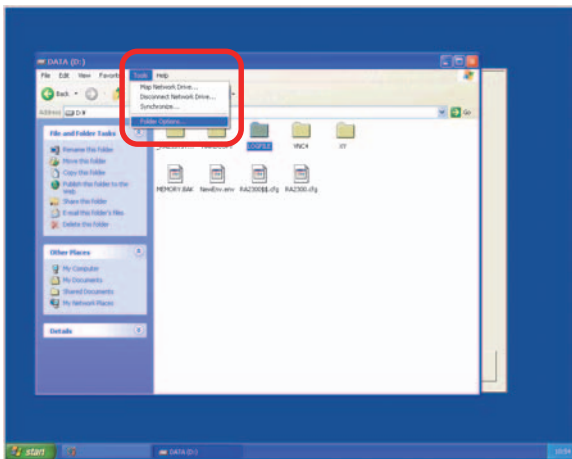 DATA (D:)
File Edit View Favorites Tools Help
Back
Map Network Drive...
Disconnect Network Drive...
Synchronize...
Folder Options...
Address D:¥
Go
File and Folder Tasks
Rename this folder
Move this folder
Copy this folder
Publish this folder to the
Web
Share this folder
E-mail this folder's files
Delete this folder
LOGFILE VNC4 XY
MEMORY.BAK NewEnv.env RA2300.cfg
Other Places
My Computer
My Documents
Shared Documents
My Network Places
Details
start
DATA (D:)